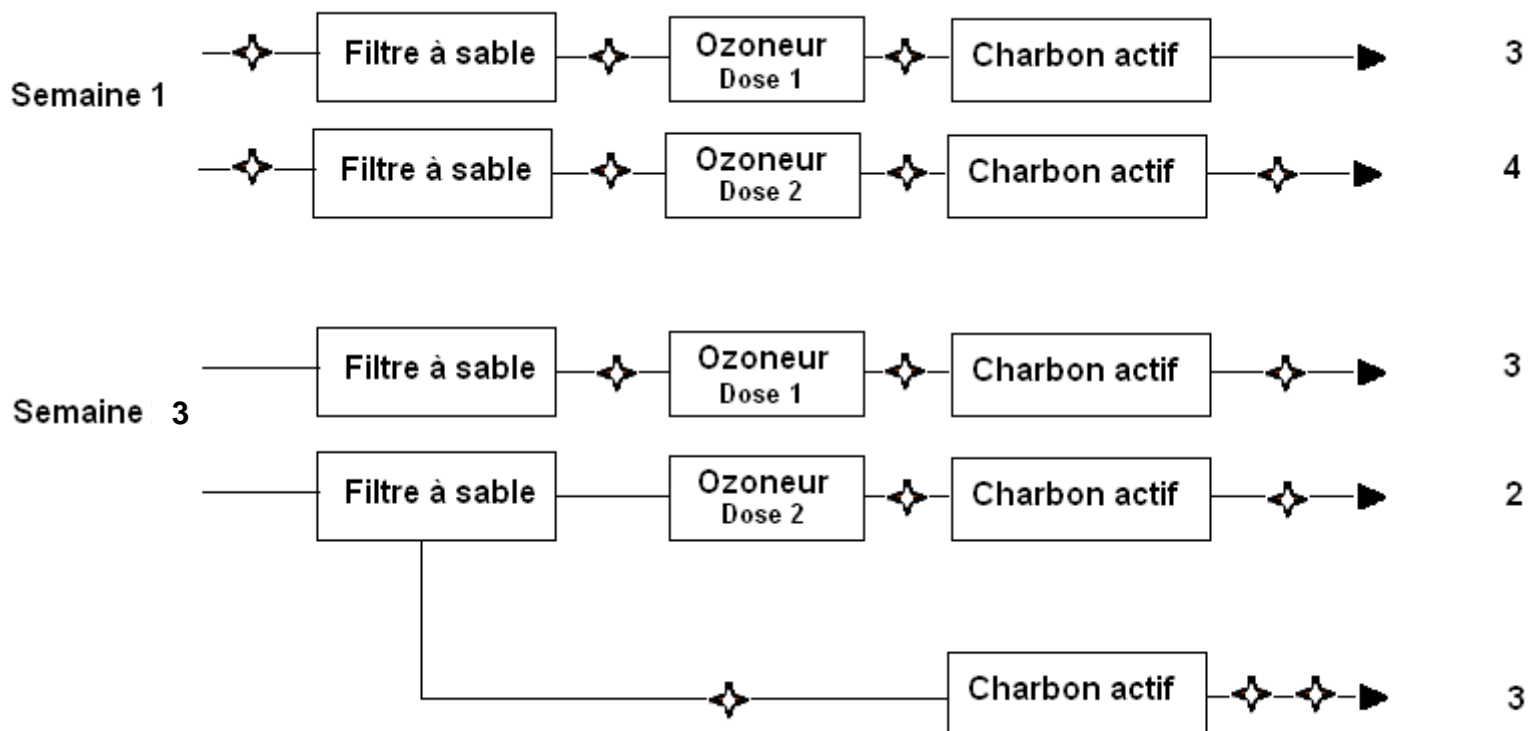 Filtre à sable Ozoneur Dose 1 Charbon actif 3
Semaine 1
Filtre à sable Ozoneur Dose 2 Charbon actif 4
Filtre à sable Ozoneur Dose 1 Charbon actif 3
Semaine 3
Filtre à sable Ozoneur Dose 2 Charbon actif 2
Charbon actif 3